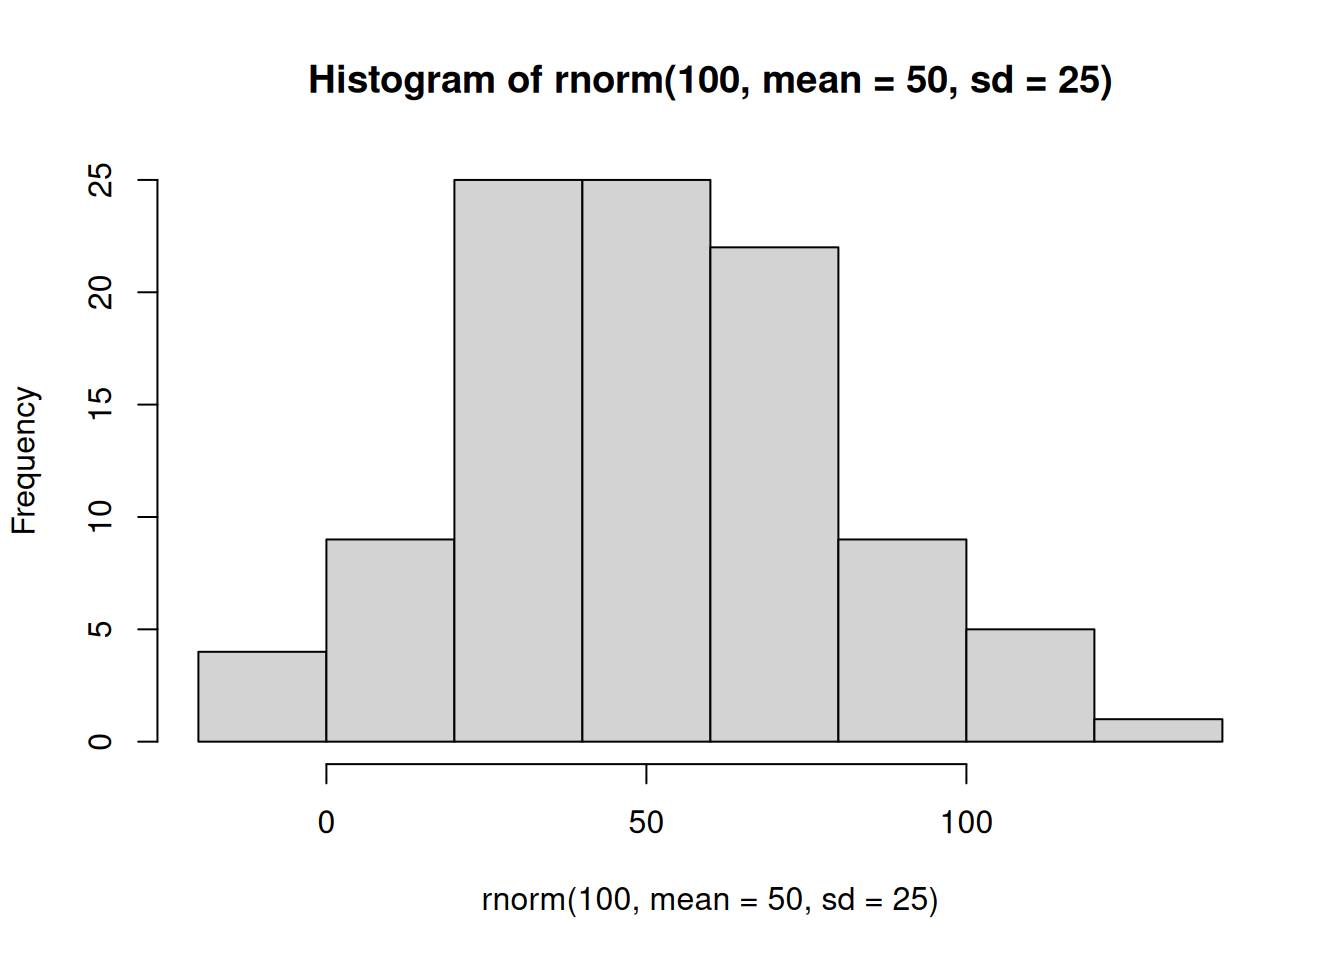 Histogram of rnorm(100, mean = 50, sd = 25)
Frequency
25
20
15
10
5
0
0 50 100
rnorm(100, mean = 50, sd = 25)